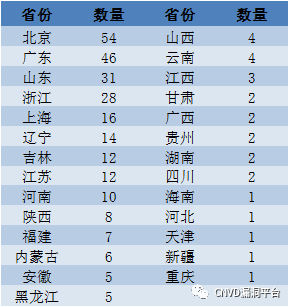 省份 数量 省份 数量
北京 54 山西 4
广东 46 云南 4
山东 31 江西 3
浙江 28 甘肃 2
上海 16 广西 2
辽宁 14 贵州 2
吉林 12 湖南 2
江苏 12 四川 2
河南 10 海南 1
陕西 8 河北 1
福建 7 天津 1
内蒙古 6 新疆 1
安徽 5 重庆 1
黑龙江 5
CNVD漏洞平台